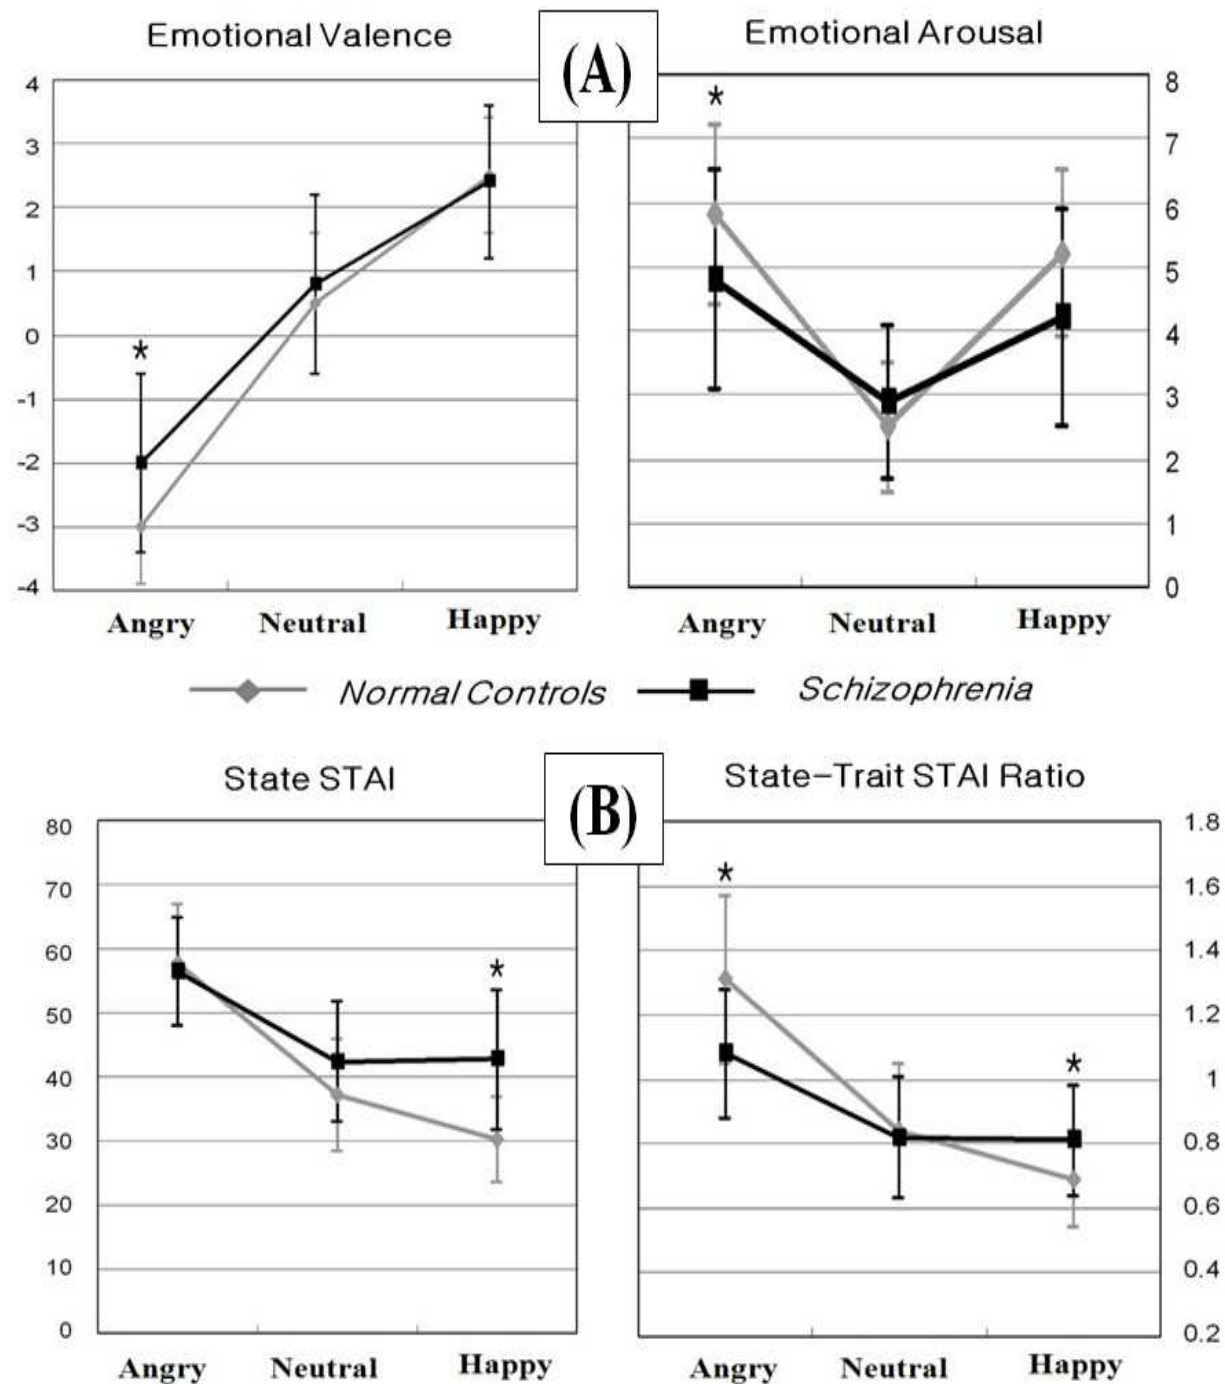 Emotional Valence
(A)
Emotional Arousal
4
3
2
1
0
-1
-2
-3
-4
*
Angry
Neutral
Happy
*
8
7
6
5
4
3
2
1
0
Angry
Neutral
Happy
Normal Controls
Schizophrenia
State STAI
(B)
State-Trait STAI Ratio
80
70
60
50
40
30
20
10
0
*
Angry
Neutral
Happy
*
*
1.8
1.6
1.4
1.2
1
0.8
0.6
0.4
0.2
Angry
Neutral
Happy